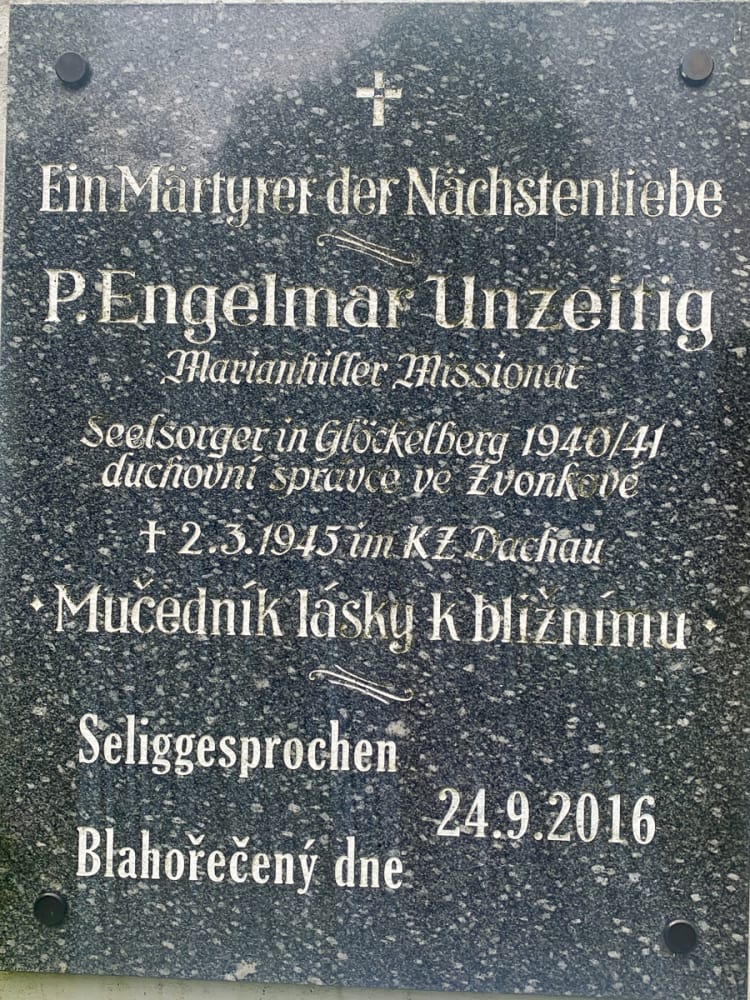 Ein Märtyrer der Nächstenliebe
P. Engelmar Unzeitig
Marianhiller Missionar
Seelsorger in Glöckelberg 1940/41
duchovní správce ve Zvonkové
† 2.3.1945 im KZ Dachau
· Mučedník lásky k bližnímu ·
Seliggesprochen
24.9.2016
Blahořečený dne